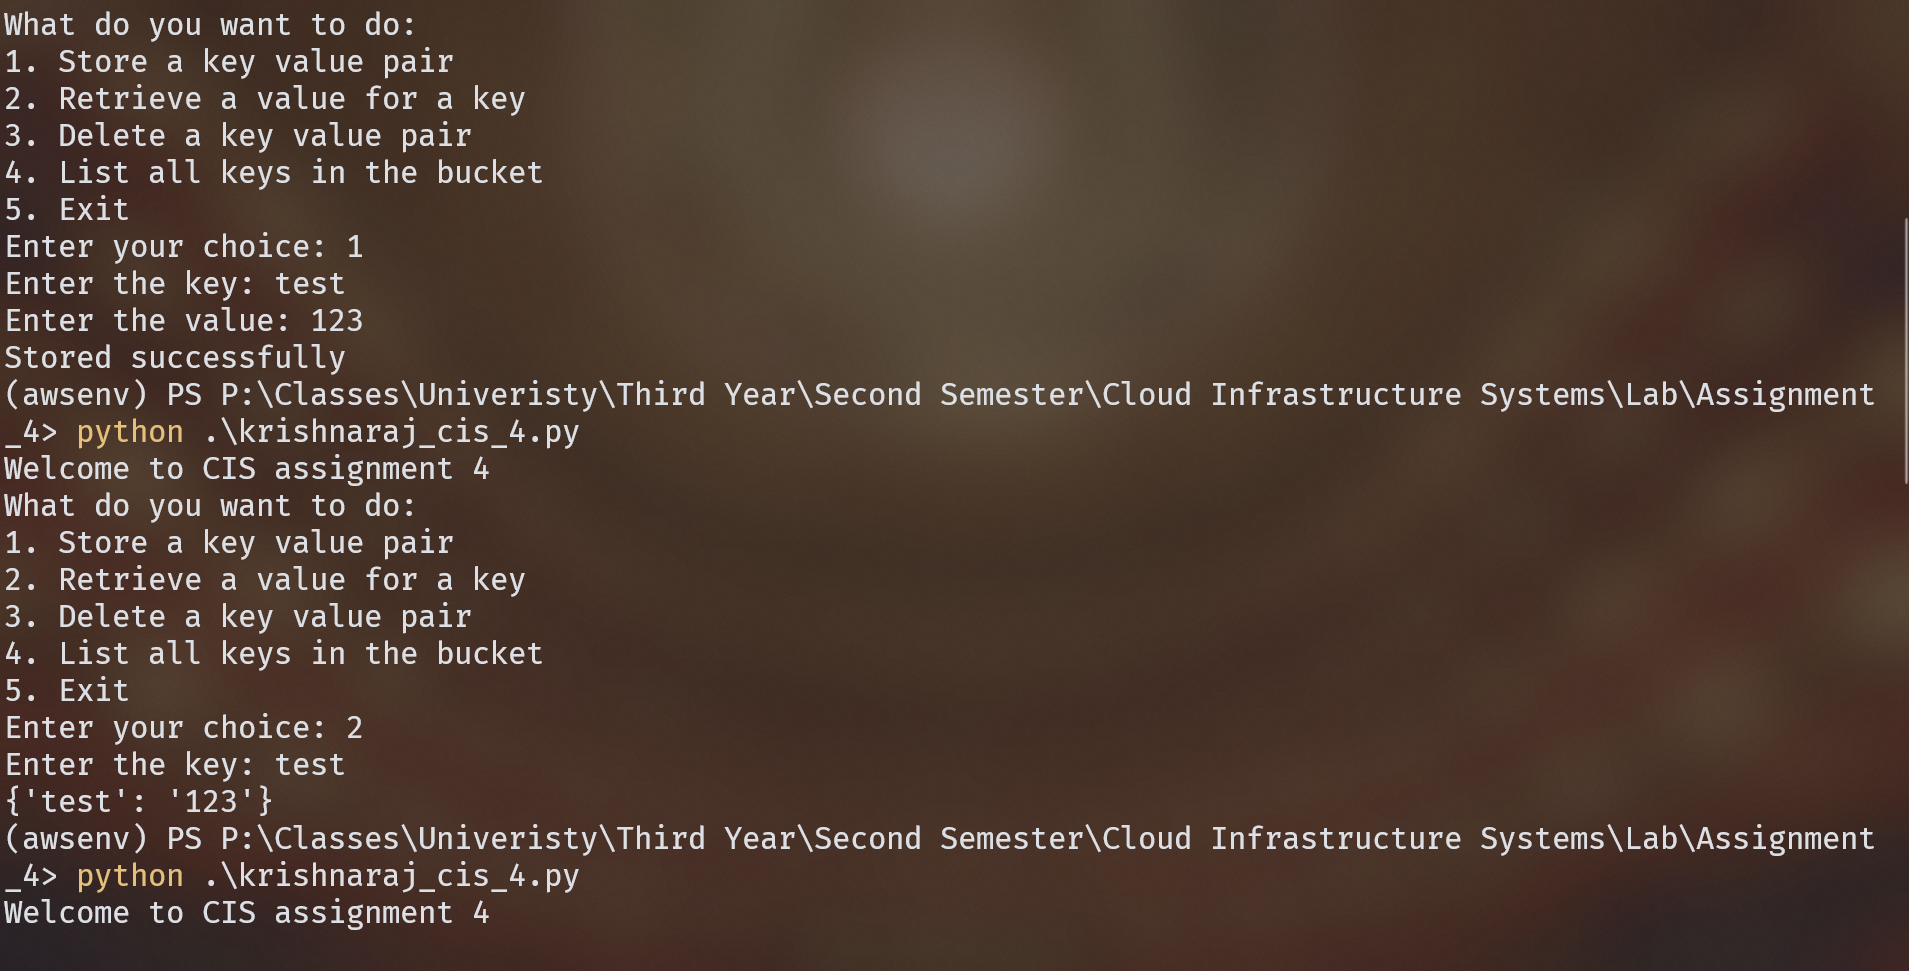 What do you want to do:
1. Store a key value pair
2. Retrieve a value for a key
3. Delete a key value pair
4. List all keys in the bucket
5. Exit
Enter your choice: 1
Enter the key: test
Enter the value: 123
Stored successfully
(awsenv) PS P:\Classes\Univeristy\Third Year\Second Semester\Cloud Infrastructure Systems\Lab\Assignment
_4> python .\krishnaraj_cis_4.py
Welcome to CIS assignment 4
What do you want to do:
1. Store a key value pair
2. Retrieve a value for a key
3. Delete a key value pair
4. List all keys in the bucket
5. Exit
Enter your choice: 2
Enter the key: test
{'test': '123'}
(awsenv) PS P:\Classes\Univeristy\Third Year\Second Semester\Cloud Infrastructure Systems\Lab\Assignment
_4> python .\krishnaraj_cis_4.py
Welcome to CIS assignment 4